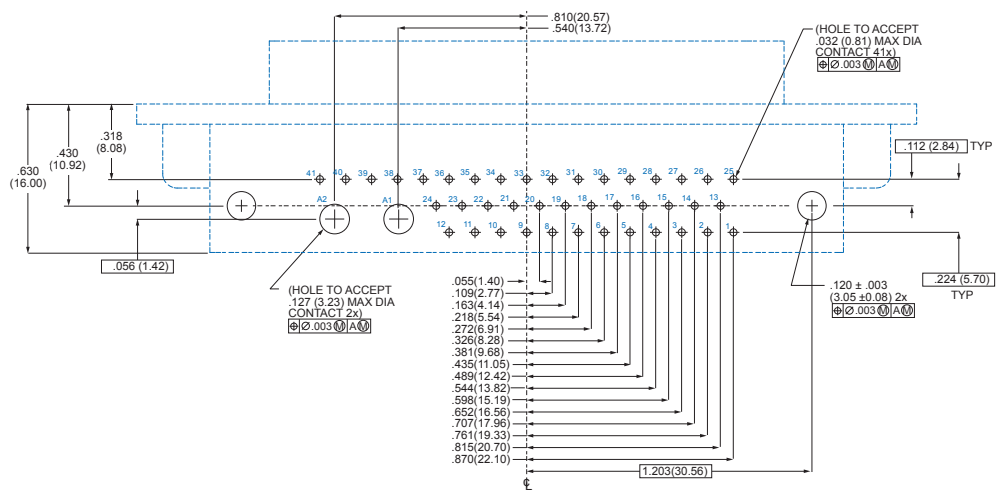 .810(20.57)
.540(13.72)
(HOLE TO ACCEPT
.032 (0.81) MAX DIA
CONTACT 41x)
⌖ Ø .003 Ⓜ A Ⓜ
.318
(8.08)
.430
(10.92)
.630
(16.00)
.112 (2.84) TYP
41 40 39 38 37 36 35 34 33 32 31 30 29 28 27 26 25
A2 A1 24 23 22 21 20 19 18 17 16 15 14 13
12 11 10 9 8 7 6 5 4 3 2 1
.056 (1.42)
.224 (5.70)
TYP
(HOLE TO ACCEPT
.127 (3.23) MAX DIA
CONTACT 2x)
⌖ Ø .003 Ⓜ A Ⓜ
.120 ± .003
(3.05 ±0.08) 2x
⌖ Ø .003 Ⓜ A Ⓜ
.055(1.40)
.109(2.77)
.163(4.14)
.218(5.54)
.272(6.91)
.326(8.28)
.381(9.68)
.435(11.05)
.489(12.42)
.544(13.82)
.598(15.19)
.652(16.56)
.707(17.96)
.761(19.33)
.815(20.70)
.870(22.10)
1.203(30.56)
℄